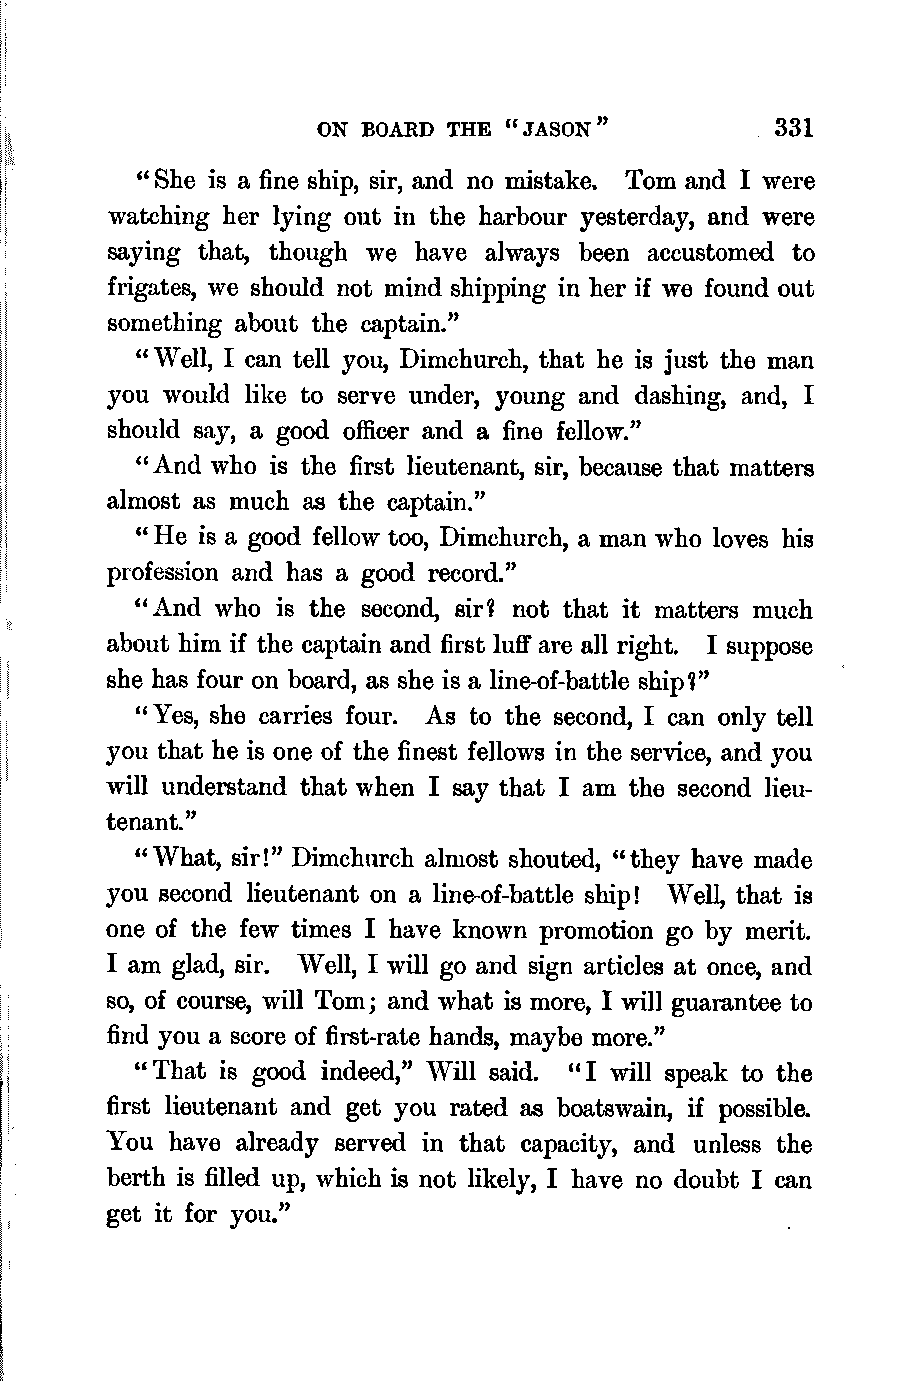 ON BOARD THE "JASON" 331
"She is a fine ship, sir, and no mistake. Tom and I were
watching her lying out in the harbour yesterday, and were
saying that, though we have always been accustomed to
frigates, we should not mind shipping in her if we found out
something about the captain."
"Well, I can tell you, Dimchurch, that he is just the man
you would like to serve under, young and dashing, and, I
should say, a good officer and a fine fellow."
"And who is the first lieutenant, sir, because that matters
almost as much as the captain."
"He is a good fellow too, Dimchurch, a man who loves his
profession and has a good record."
"And who is the second, sir? not that it matters much
about him if the captain and first luff are all right. I suppose
she has four on board, as she is a line-of-battle ship?"
"Yes, she carries four. As to the second, I can only tell
you that he is one of the finest fellows in the service, and you
will understand that when I say that I am the second lieu-
tenant."
"What, sir!" Dimchurch almost shouted, "they have made
you second lieutenant on a line-of-battle ship! Well, that is
one of the few times I have known promotion go by merit.
I am glad, sir. Well, I will go and sign articles at once, and
so, of course, will Tom; and what is more, I will guarantee to
find you a score of first-rate hands, maybe more."
"That is good indeed," Will said. "I will speak to the
first lieutenant and get you rated as boatswain, if possible.
You have already served in that capacity, and unless the
berth is filled up, which is not likely, I have no doubt I can
get it for you."